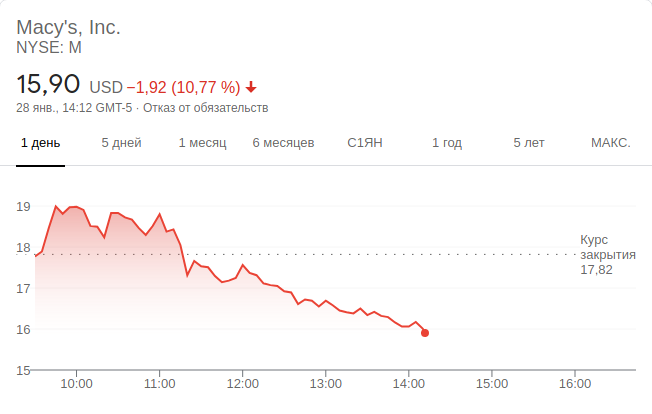 Macy's, Inc.
NYSE: M
15,90 USD −1,92 (10,77 %)
28 янв., 14:12 GMT-5 · Отказ от обязательств
1 день 5 дней 1 месяц 6 месяцев С1ЯН 1 год 5 лет МАКС.
19
18
17
16
15
Курс
закрытия
17,82
10:00 11:00 12:00 13:00 14:00 15:00 16:00